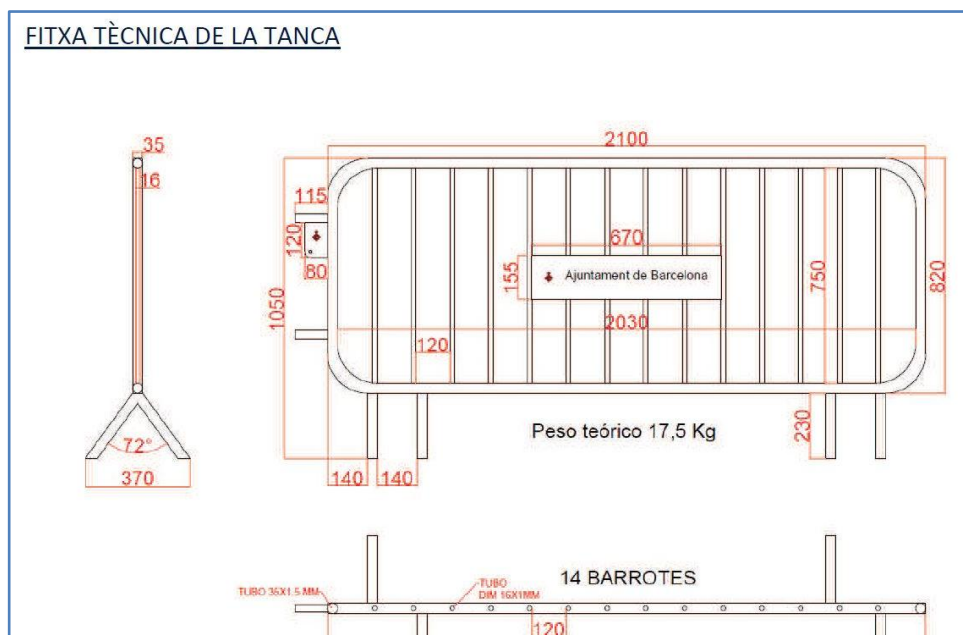 FITXA TÈCNICA DE LA TANCA
35
16
2100
115
120
80
670
Ajuntament de Barcelona
155
750
820
1050
2030
120
72°
370
Peso teórico 17,5 Kg
230
140
140
14 BARROTES
TUBO 35X1.5 MM
TUBO
DIM 16X1MM
120